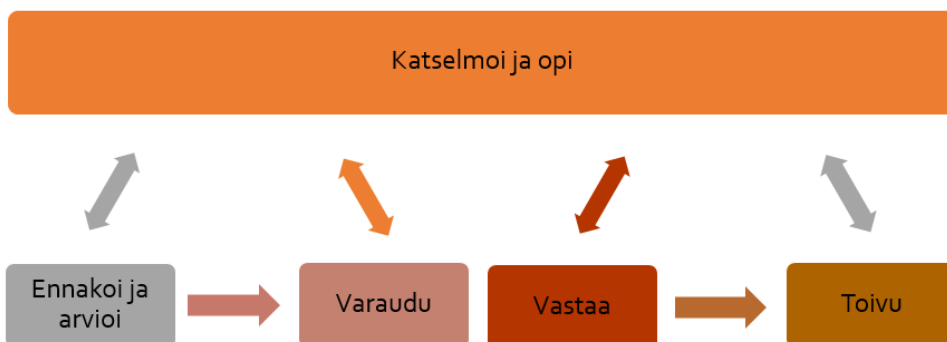 Katselmoi ja opi
Ennakoi ja
arvioi
Varaudu
Vastaa
Toivu